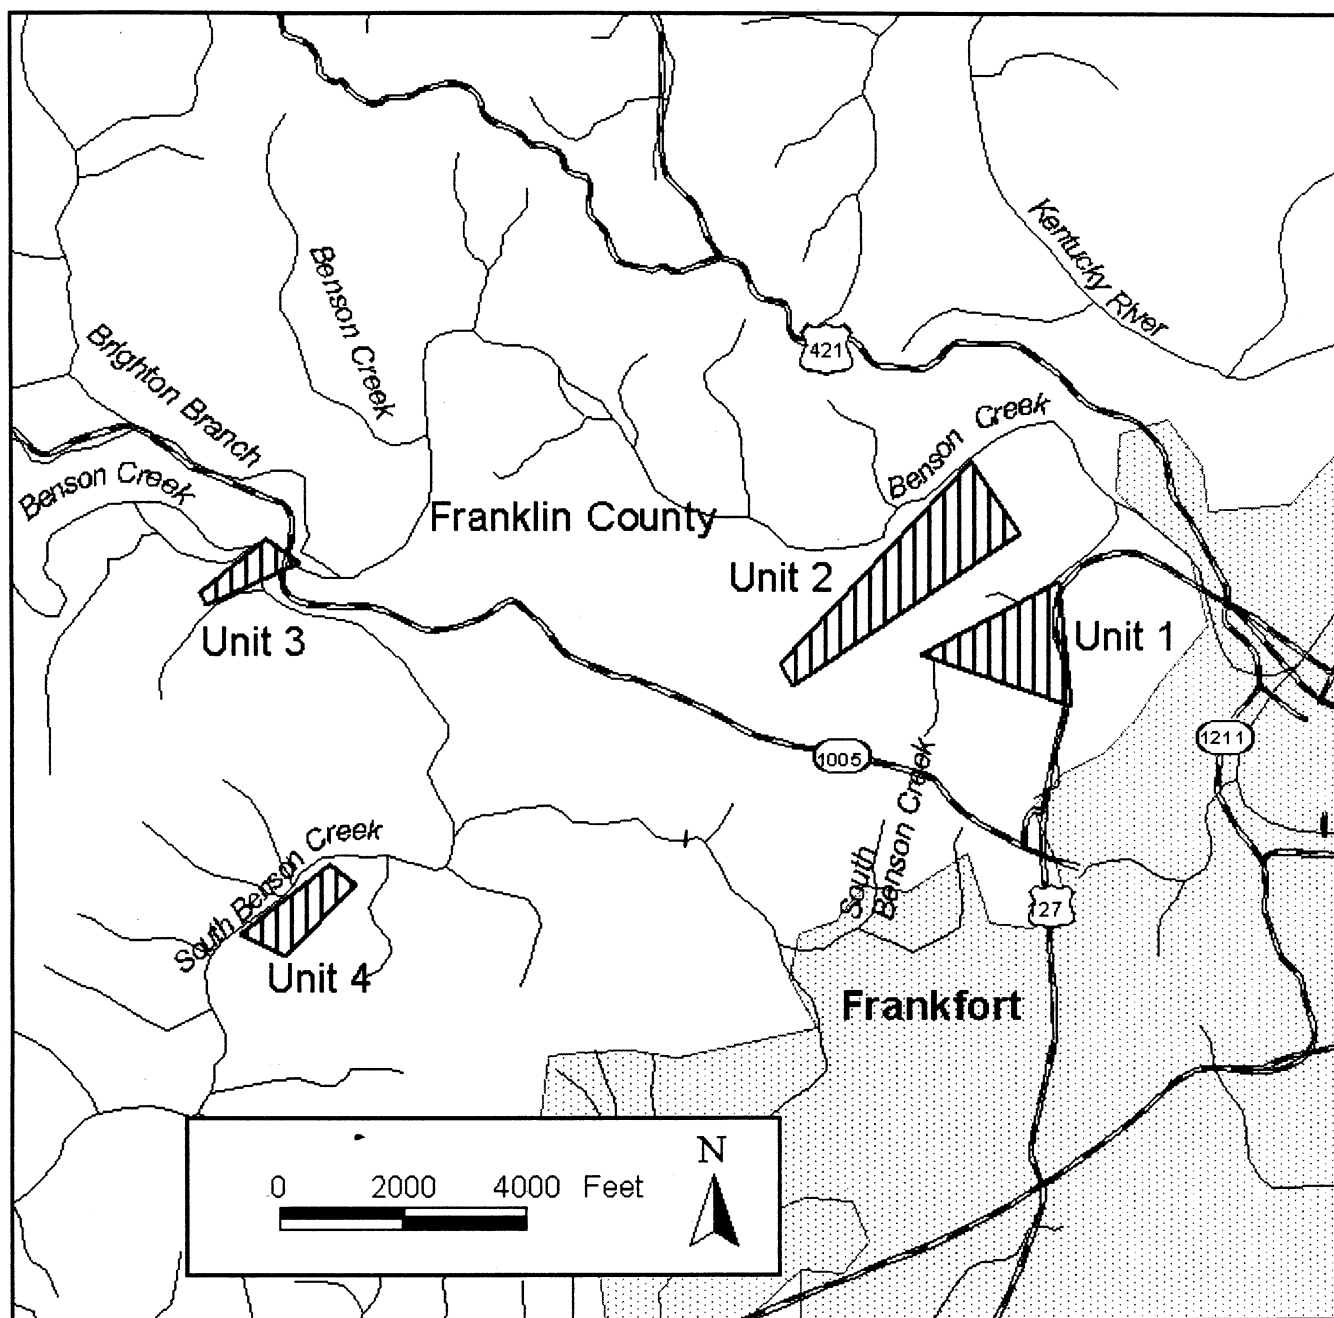 Kentucky River
Benson Creek
421
Brighton Branch
Benson Creek
Benson Creek
Franklin County
Unit 2
Unit 3
Unit 1
1211
1005
South Benson Creek
South
Benson Creek
127
Unit 4
Frankfort
N
0 2000 4000 Feet